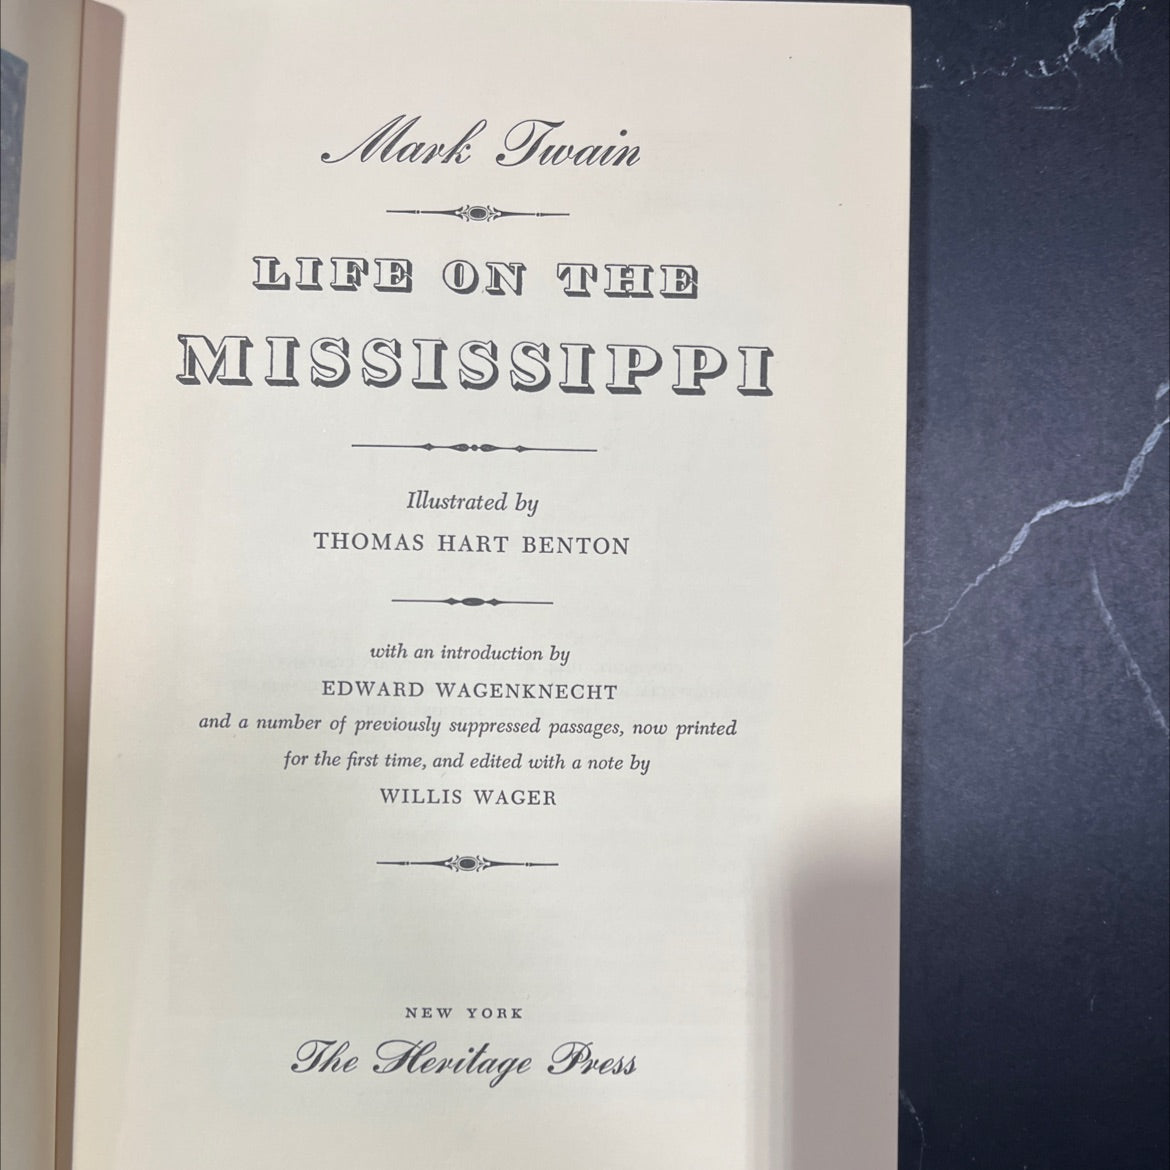 Mark Twain
LIFE ON THE
MISSISSIPPI
Illustrated by
THOMAS HART BENTON
with an introduction by
EDWARD WAGENKNECHT
and a number of previously suppressed passages, now printed
for the first time, and edited with a note by
WILLIS WAGER
NEW YORK
The Heritage Press